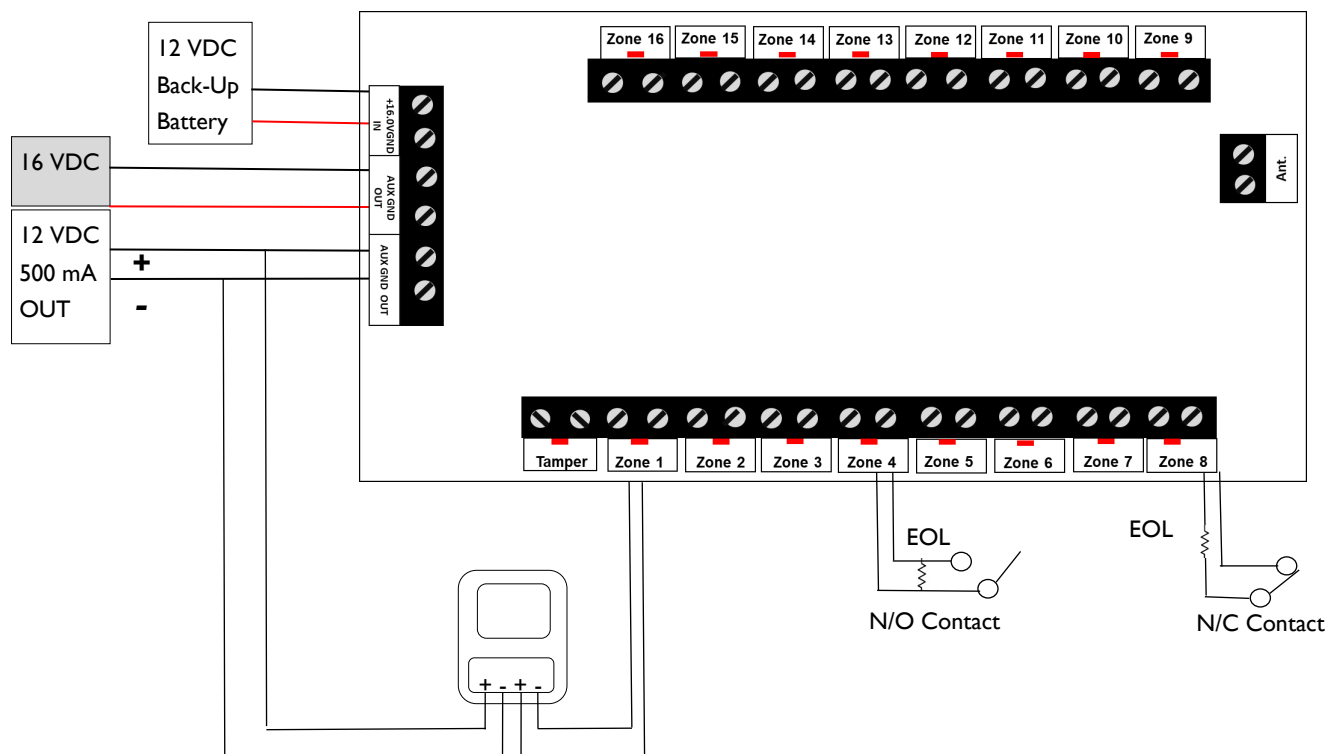 Zone 16 Zone 15 Zone 14 Zone 13 Zone 12 Zone 11 Zone 10 Zone 9
12 VDC
Back-Up
Battery
+16.0VGND
IN
16 VDC
AUX GND
OUT
12 VDC
500 mA
OUT
+
-
AUX GND OUT
Ant.
Tamper Zone 1 Zone 2 Zone 3 Zone 4 Zone 5 Zone 6 Zone 7 Zone 8
EOL
N/O Contact
EOL
N/C Contact
+ - + -